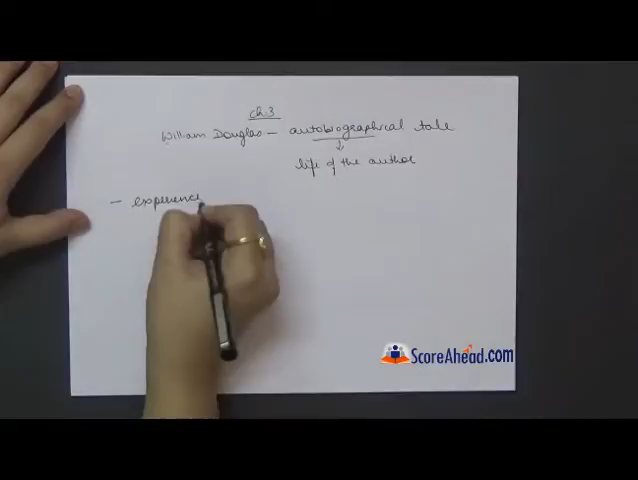 Ch.3
William Douglas - autobiographical tale
↓
life of the author
- experience
ScoreAhead.com